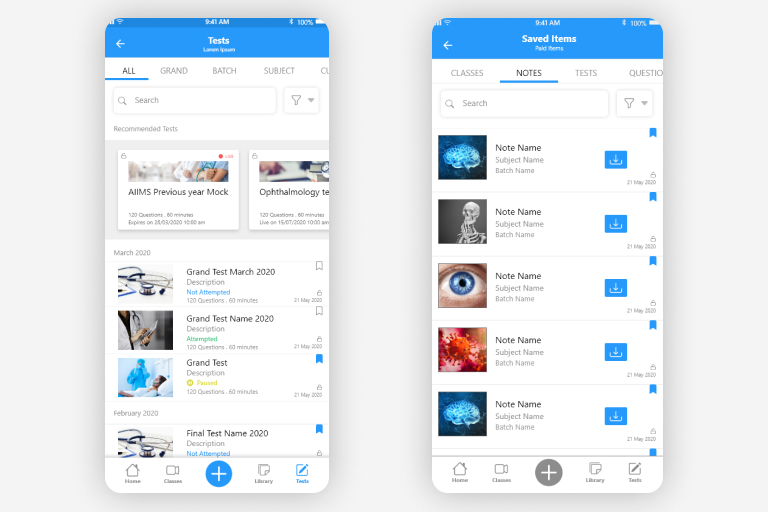 9:41 AM
100%
Tests
Lorem Ipsum
ALL GRAND BATCH SUBJECT CU
Search
Recommended Tests
LIVE
AIIMS Previous year Mock
120 Questions . 60 minutes
Expires on 28/03/2020 10:00 am
Ophthalmology te
120 Questions . 60 minutes
Live on 15/07/2020 10:00 am
March 2020
Grand Test March 2020
Description
Not Attempted
120 Questions . 60 minutes
21 May 2020
Grand Test Name 2020
Description
Attempted
120 Questions . 60 minutes
21 May 2020
Grand Test
Description
Paused
120 Questions . 60 minutes
21 May 2020
February 2020
Final Test Name 2020
Description
Not Attempted
Home Classes Library Tests
9:41 AM
100%
Saved Items
Paid Items
CLASSES NOTES TESTS QUESTIO
Search
Note Name
Subject Name
Batch Name
21 May 2020
Note Name
Subject Name
Batch Name
21 May 2020
Note Name
Subject Name
Batch Name
21 May 2020
Note Name
Subject Name
Batch Name
21 May 2020
Note Name
Subject Name
Batch Name
21 May 2020
Home Classes Library Tests